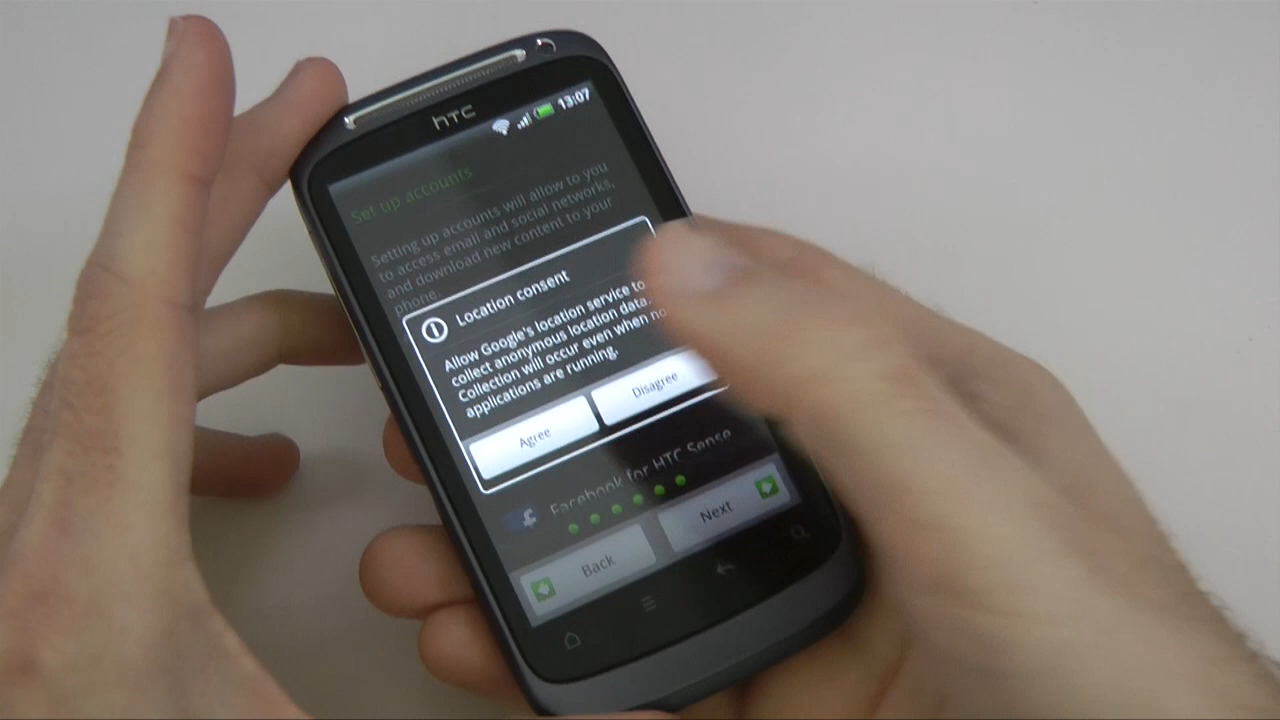 hTC
13:07
Set up accounts
Setting up accounts will allow to you
to access email and social networks,
and download new content to your
phone.
Location consent
Allow Google's location service to
collect anonymous location data.
Collection will occur even when no
applications are running.
Agree
Disagree
Facebook for HTC Sense
Back
Next